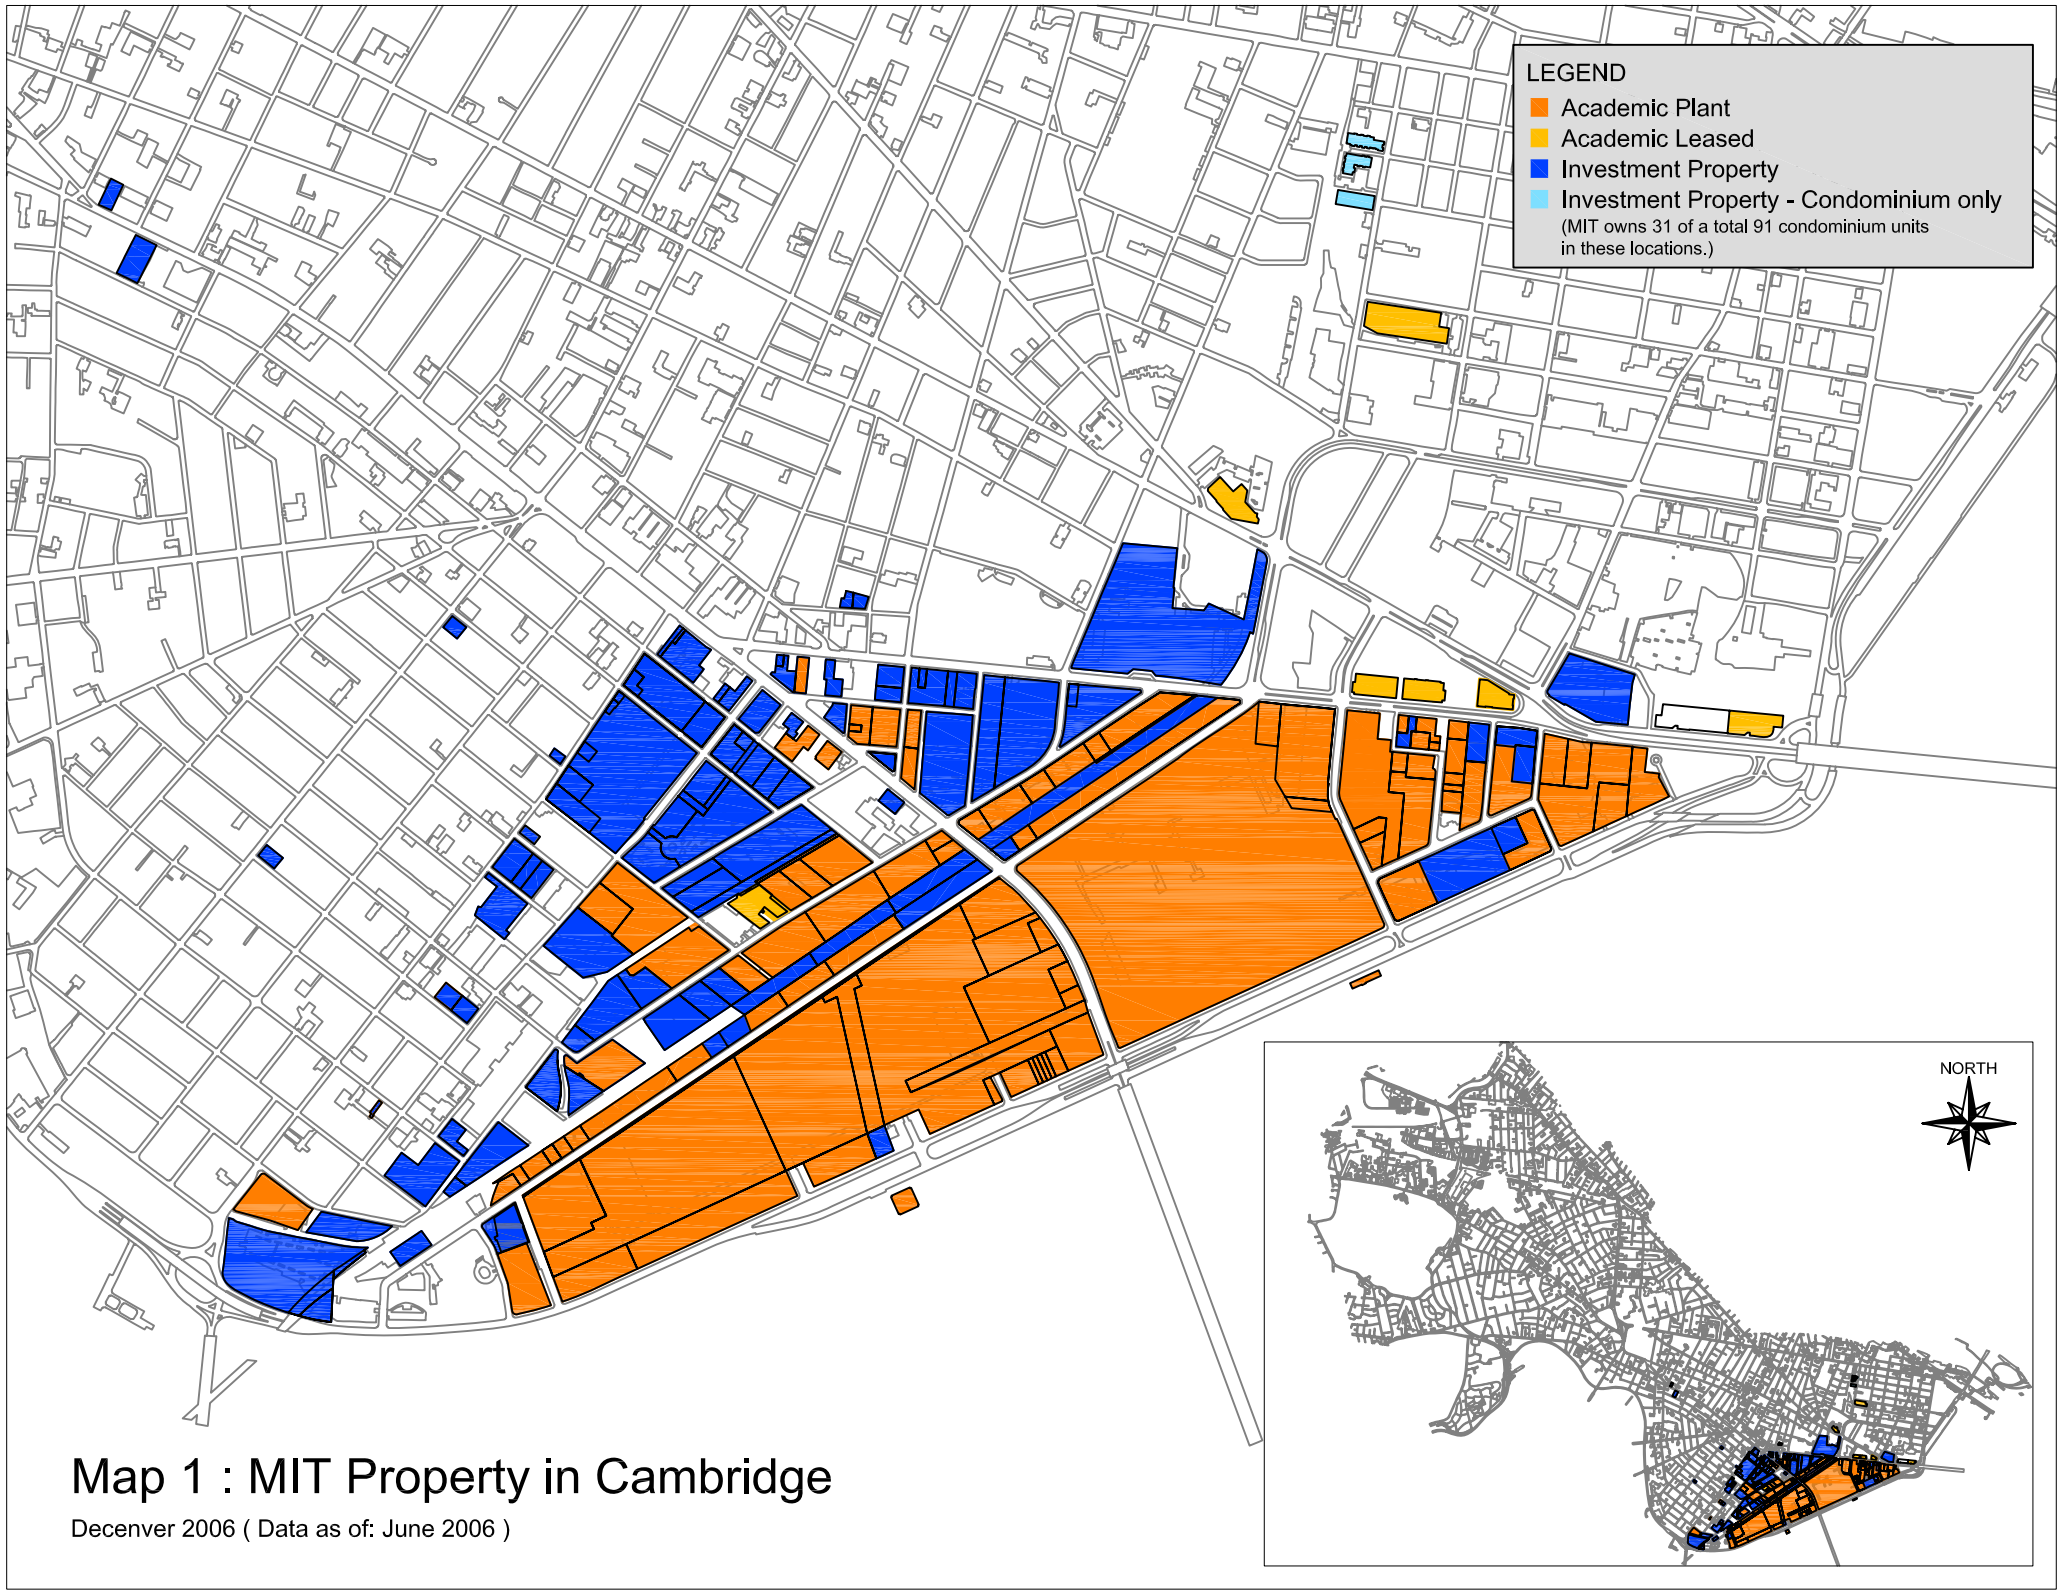 LEGEND
Academic Plant
Academic Leased
Investment Property
Investment Property - Condominium only
(MIT owns 31 of a total 91 condominium units
in these locations.)
NORTH
Map 1 : MIT Property in Cambridge
Decenver 2006 ( Data as of: June 2006 )